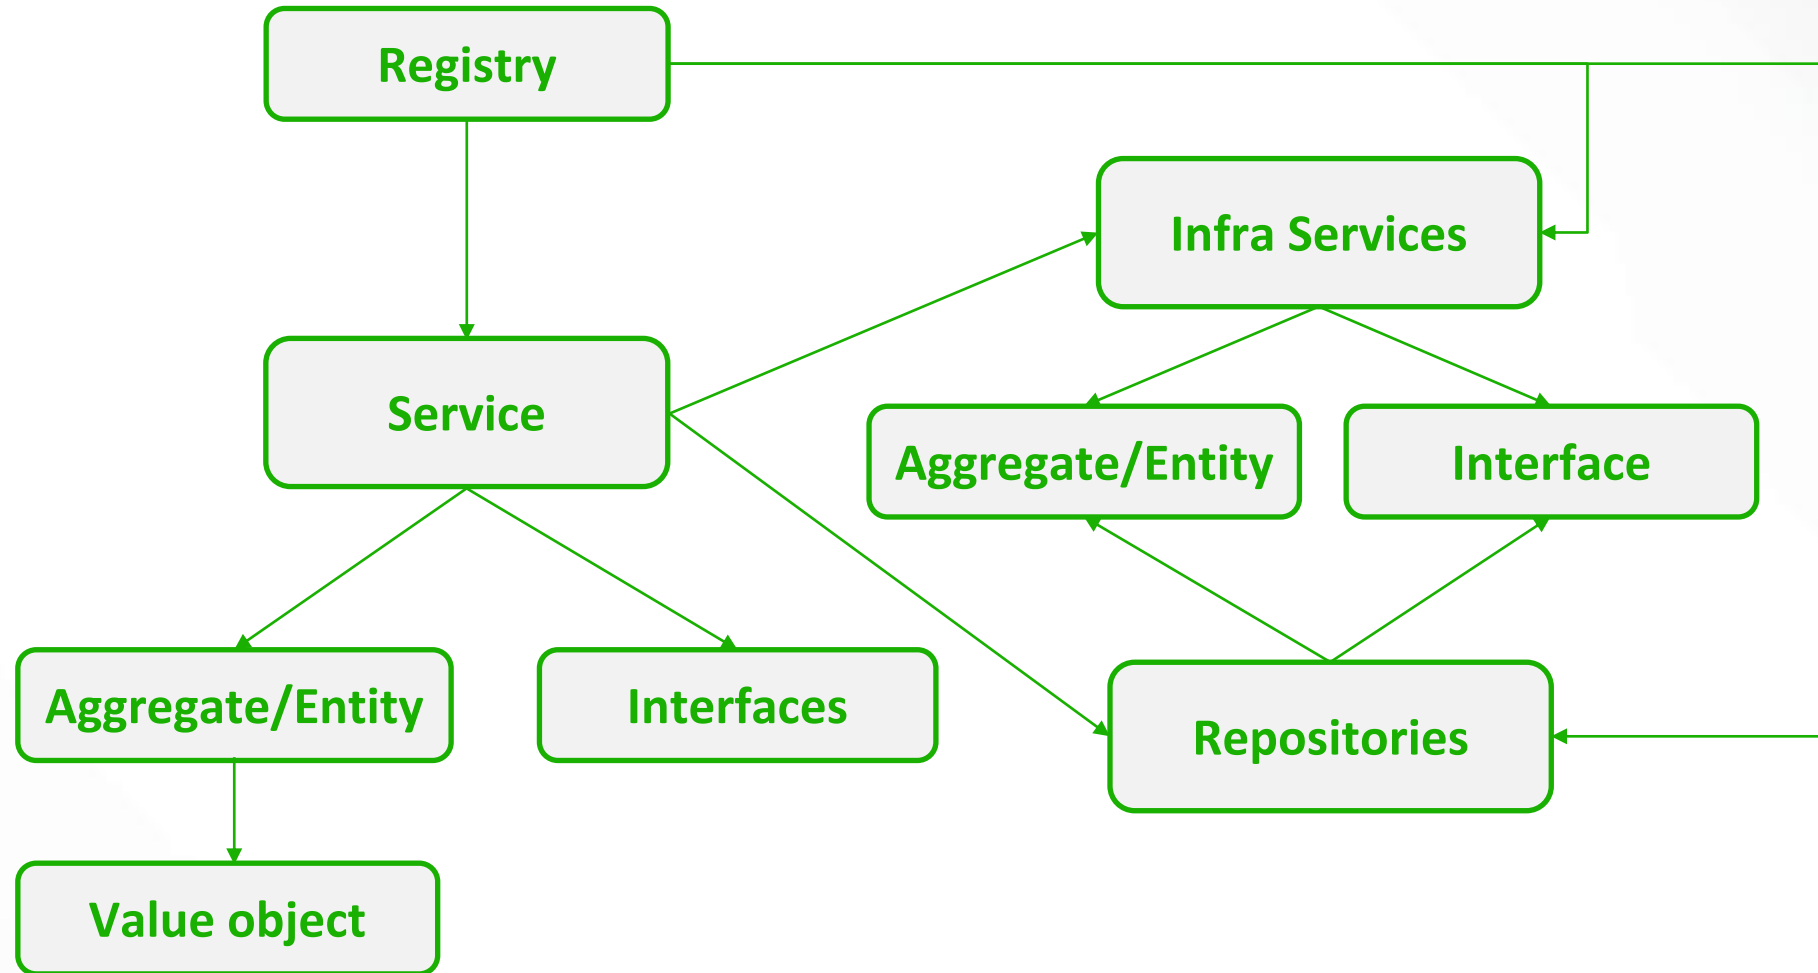 Registry
Infra Services
Service
Aggregate/Entity
Interface
Aggregate/Entity
Interfaces
Repositories
Value object